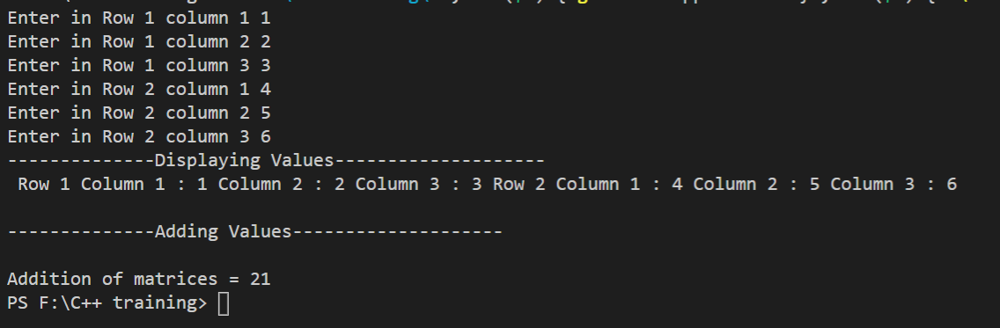 Enter in Row 1 column 1 1
Enter in Row 1 column 2 2
Enter in Row 1 column 3 3
Enter in Row 2 column 1 4
Enter in Row 2 column 2 5
Enter in Row 2 column 3 6
--------------Displaying Values--------------------
Row 1 Column 1 : 1 Column 2 : 2 Column 3 : 3 Row 2 Column 1 : 4 Column 2 : 5 Column 3 : 6
--------------Adding Values--------------------
Addition of matrices = 21
PS F:\C++ training>